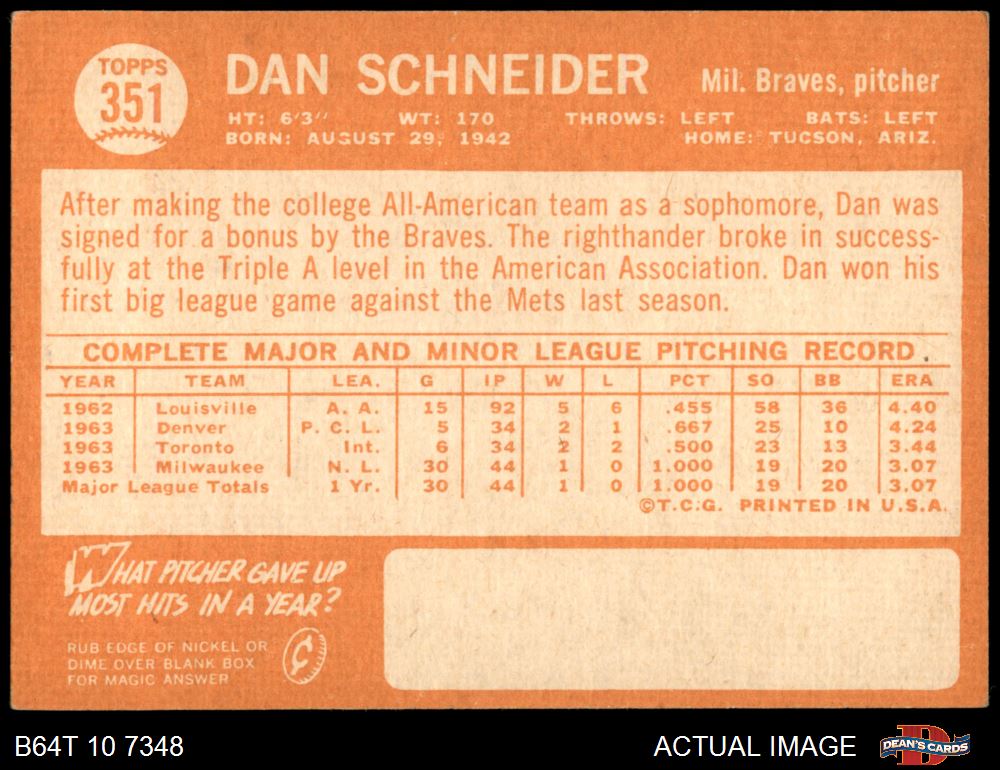 TOPPS
351
DAN SCHNEIDER
Mil. Braves, pitcher
HT: 6'3" WT: 170 THROWS: LEFT BATS: LEFT
BORN: AUGUST 29, 1942 HOME: TUCSON, ARIZ.
After making the college All-American team as a sophomore, Dan was
signed for a bonus by the Braves. The righthander broke in success-
fully at the Triple A level in the American Association. Dan won his
first big league game against the Mets last season.
COMPLETE MAJOR AND MINOR LEAGUE PITCHING RECORD
YEAR TEAM LEA. G IP W L PCT SO BB ERA
1962 Louisville A. A. 15 92 5 6 .455 58 36 4.40
1963 Denver P. C. L. 5 34 2 1 .667 25 10 4.24
1963 Toronto Int. 6 34 2 2 .500 23 13 3.44
1963 Milwaukee N. L. 30 44 1 0 1.000 19 20 3.07
Major League Totals 1 Yr. 30 44 1 0 1.000 19 20 3.07
©T.C.G. PRINTED IN U.S.A.
WHAT PITCHER GAVE UP
MOST HITS IN A YEAR?
RUB EDGE OF NICKEL OR
DIME OVER BLANK BOX
FOR MAGIC ANSWER
¢
B64T 10 7348
ACTUAL IMAGE
D
DEAN'S CARDS